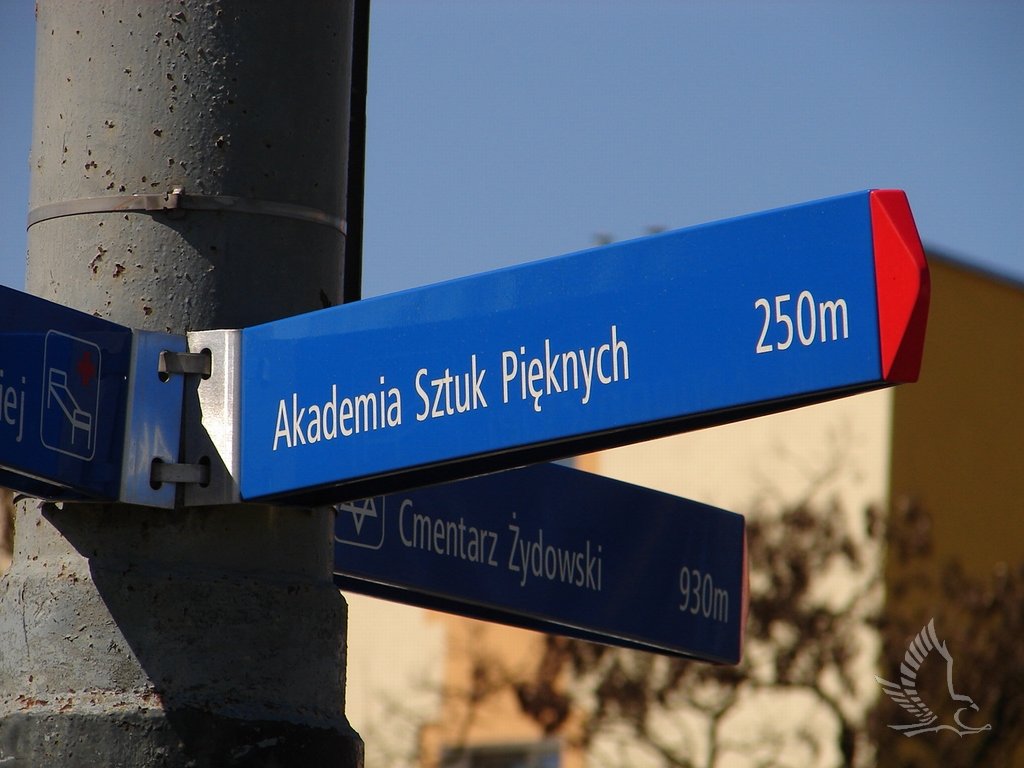 Akademia Sztuk Pięknych 250m
Cmentarz Żydowski 930m